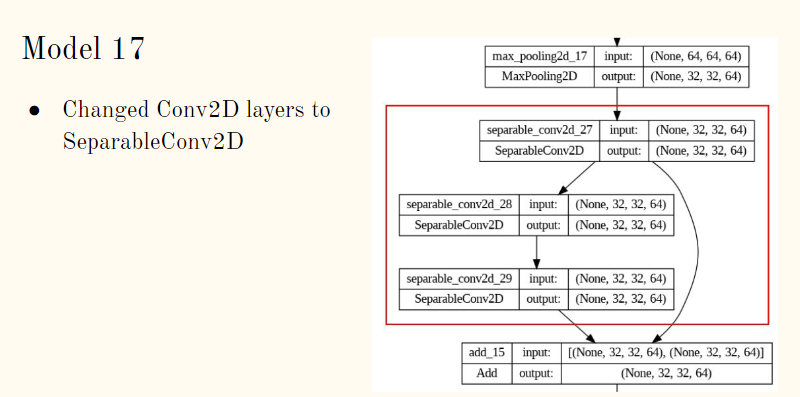 Model 17
● Changed Conv2D layers to
SeparableConv2D
max_pooling2d_17 input: (None, 64, 64, 64)
MaxPooling2D output: (None, 32, 32, 64)
separable_conv2d_27 input: (None, 32, 32, 64)
SeparableConv2D output: (None, 32, 32, 64)
separable_conv2d_28 input: (None, 32, 32, 64)
SeparableConv2D output: (None, 32, 32, 64)
separable_conv2d_29 input: (None, 32, 32, 64)
SeparableConv2D output: (None, 32, 32, 64)
add_15 input: [(None, 32, 32, 64), (None, 32, 32, 64)]
Add output: (None, 32, 32, 64)